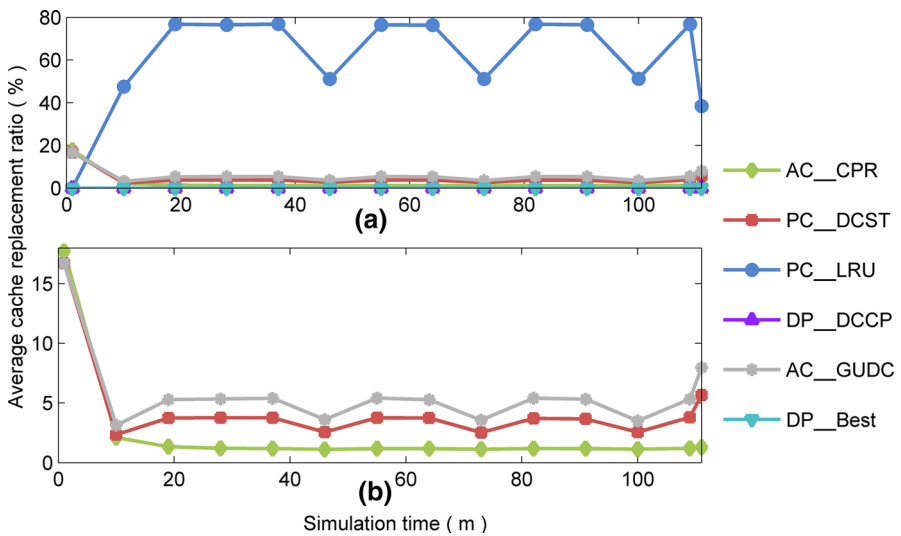 Average cache replacement ratio ( % )
80
60
40
20
0
0 20 40 60 80 100
(a)
15
10
5
0
0 20 40 60 80 100
(b)
Simulation time ( m )
AC__CPR
PC__DCST
PC__LRU
DP__DCCP
AC__GUDC
DP__Best